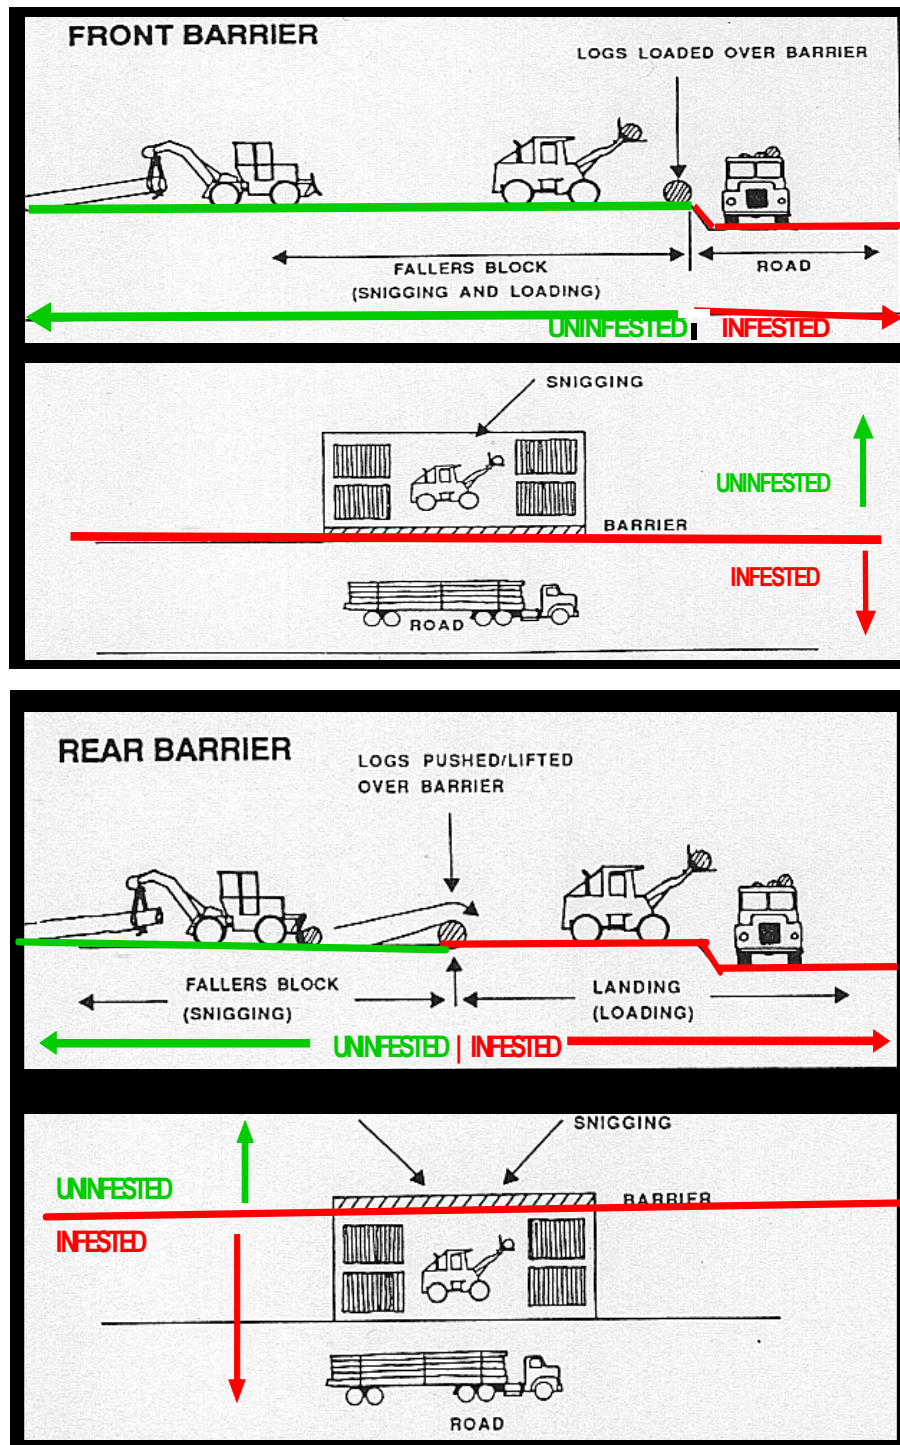 FRONT BARRIER
LOGS LOADED OVER BARRIER
FALLERS BLOCK
(SNIGGING AND LOADING)
ROAD
UNINFESTED
INFESTED
SNIGGING
UNINFESTED
BARRIER
INFESTED
ROAD
REAR BARRIER
LOGS PUSHED/LIFTED
OVER BARRIER
FALLERS BLOCK
(SNIGGING)
LANDING
(LOADING)
UNINFESTED | INFESTED
SNIGGING
UNINFESTED
BARRIER
INFESTED
ROAD